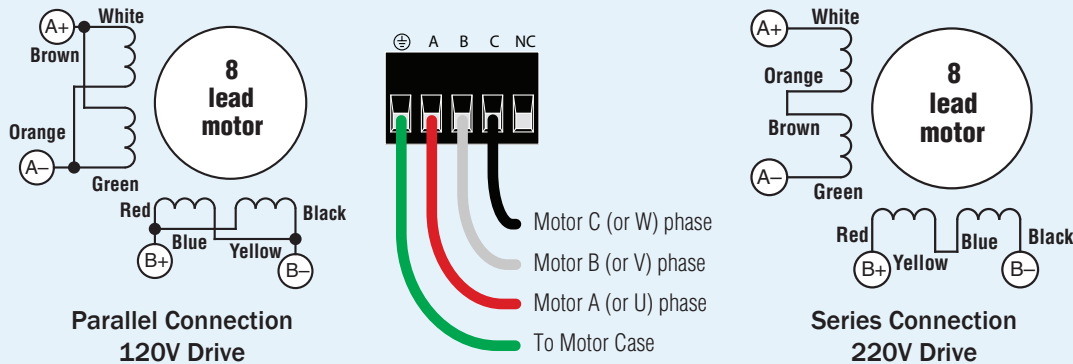 A+
White
Brown
Orange
A–
Green
8
lead
motor
Red
Black
Blue
Yellow
B+
B–
Parallel Connection
120V Drive
A
B
C
NC
Motor C (or W) phase
Motor B (or V) phase
Motor A (or U) phase
To Motor Case
A+
White
Orange
Brown
A–
Green
8
lead
motor
Red
Blue
Black
Yellow
B+
B–
Series Connection
220V Drive